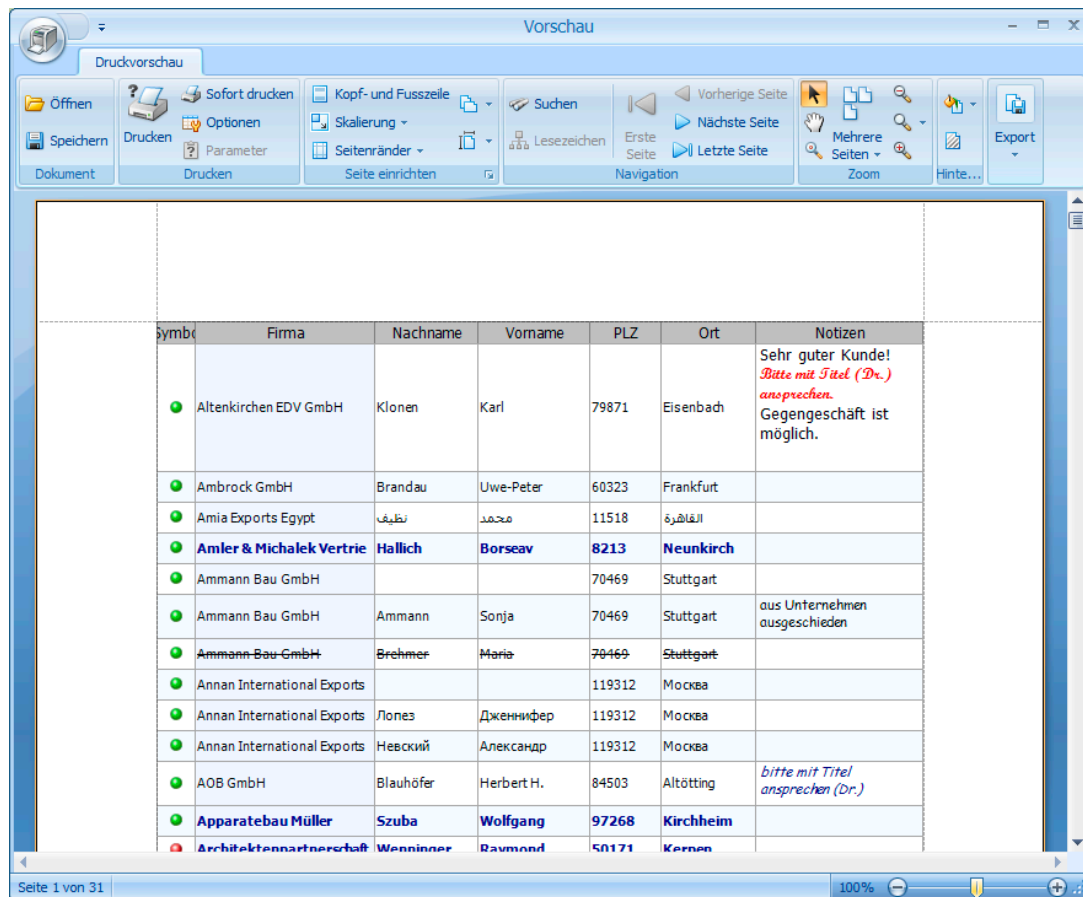 Vorschau
Druckvorschau
Öffnen
Speichern
Dokument
?
Drucken
Sofort drucken
Optionen
Parameter
Drucken
Kopf- und Fusszeile
Skalierung
Seitenränder
Seite einrichten
Suchen
Lesezeichen
Erste Seite
Vorherige Seite
Nächste Seite
Letzte Seite
Navigation
Mehrere Seiten
Zoom
Hinte...
Export
Symbo Firma Nachname Vorname PLZ Ort Notizen
Sehr guter Kunde!
Bitte mit Titel (Dr.)
ansprechen.
Altenkirchen EDV GmbH Klonen Karl 79871 Eisenbach
Gegengeschäft ist
möglich.
Ambrock GmbH Brandau Uwe-Peter 60323 Frankfurt
Amia Exports Egypt نظيف محمد 11518 القاهرة
Amler & Michalek Vertrie Hallich Borseav 8213 Neunkirch
Ammann Bau GmbH 70469 Stuttgart
Ammann Bau GmbH Ammann Sonja 70469 Stuttgart aus Unternehmen
ausgeschieden
Ammann Bau GmbH Brehmer Maria 70469 Stuttgart
Annan International Exports 119312 Москва
Annan International Exports Лопез Дженнифер 119312 Москва
Annan International Exports Невский Александр 119312 Москва
AOB GmbH Blauhöfer Herbert H. 84503 Altötting bitte mit Titel
ansprechen (Dr.)
Apparatebau Müller Szuba Wolfgang 97268 Kirchheim
Architektenpartnerschaft Wenninger Raymond 50171 Kerpen
Seite 1 von 31
100%